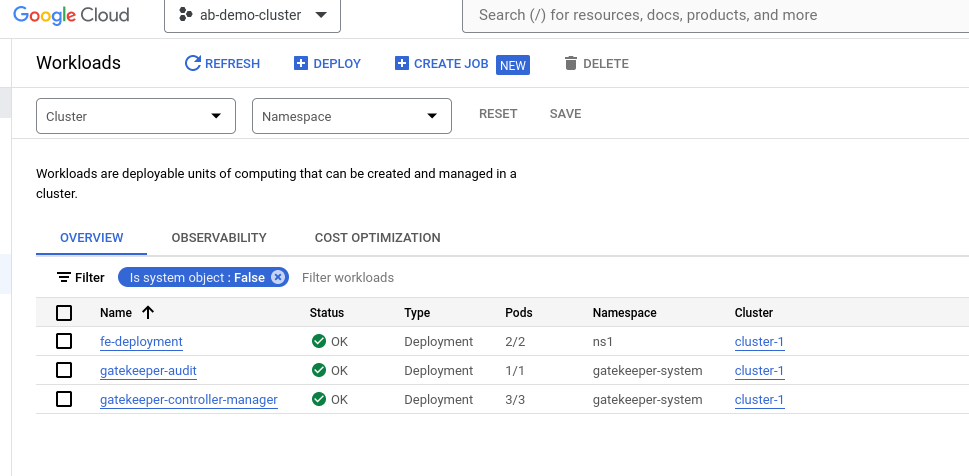 Google Cloud ab-demo-cluster Search (/) for resources, docs, products, and more
Workloads REFRESH DEPLOY CREATE JOB NEW DELETE
Cluster Namespace RESET SAVE
Workloads are deployable units of computing that can be created and managed in a
cluster.
OVERVIEW OBSERVABILITY COST OPTIMIZATION
Filter Is system object : False Filter workloads
Name Status Type Pods Namespace Cluster
fe-deployment OK Deployment 2/2 ns1 cluster-1
gatekeeper-audit OK Deployment 1/1 gatekeeper-system cluster-1
gatekeeper-controller-manager OK Deployment 3/3 gatekeeper-system cluster-1